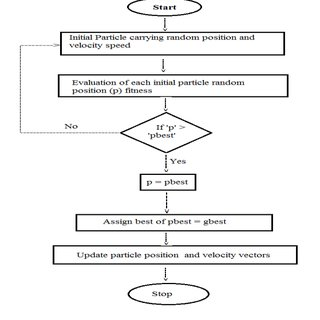 Start
Initial Particle carrying random position and
velocity speed
Evaluation of each initial particle random
position (p) fitness
If 'p' >
'pbest'
No
Yes
p = pbest
Assign best of pbest = gbest
Update particle position and velocity vectors
Stop